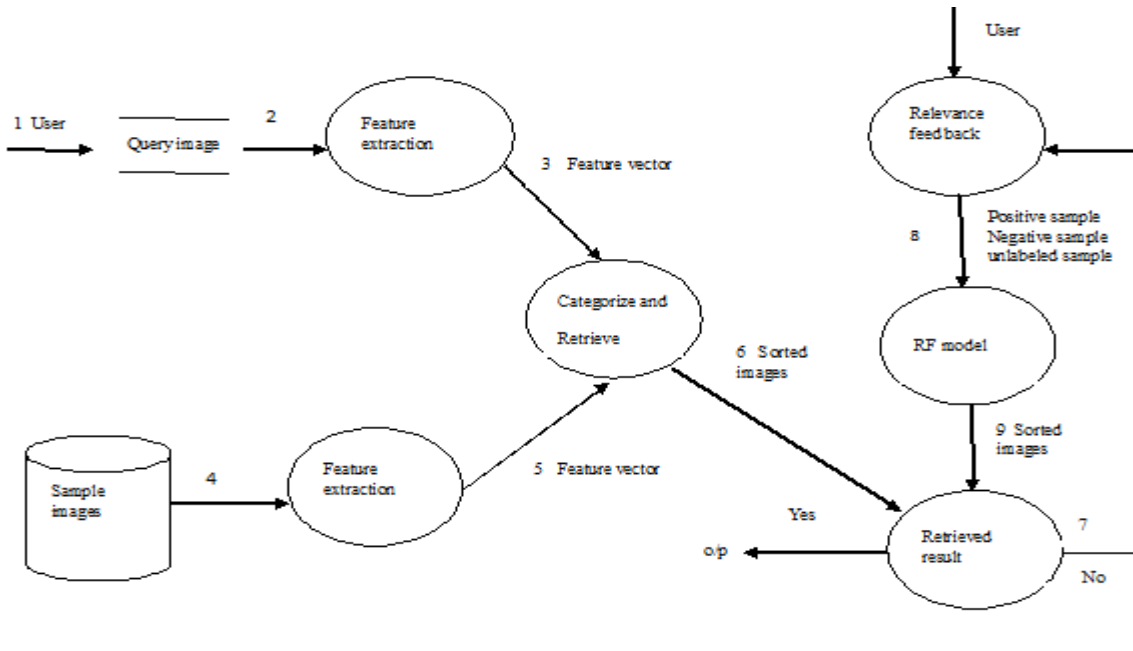 User
1 User
Query image
2
Feature
extraction
Relevance
feedback
3 Feature vector
Positive sample
Negative sample
unlabeled sample
8
Categorize and
Retrieve
RF model
6 Sorted
images
9 Sorted
images
Sample
images
4
Feature
extraction
5 Feature vector
Yes
o/p
Retrieved
result
7
No